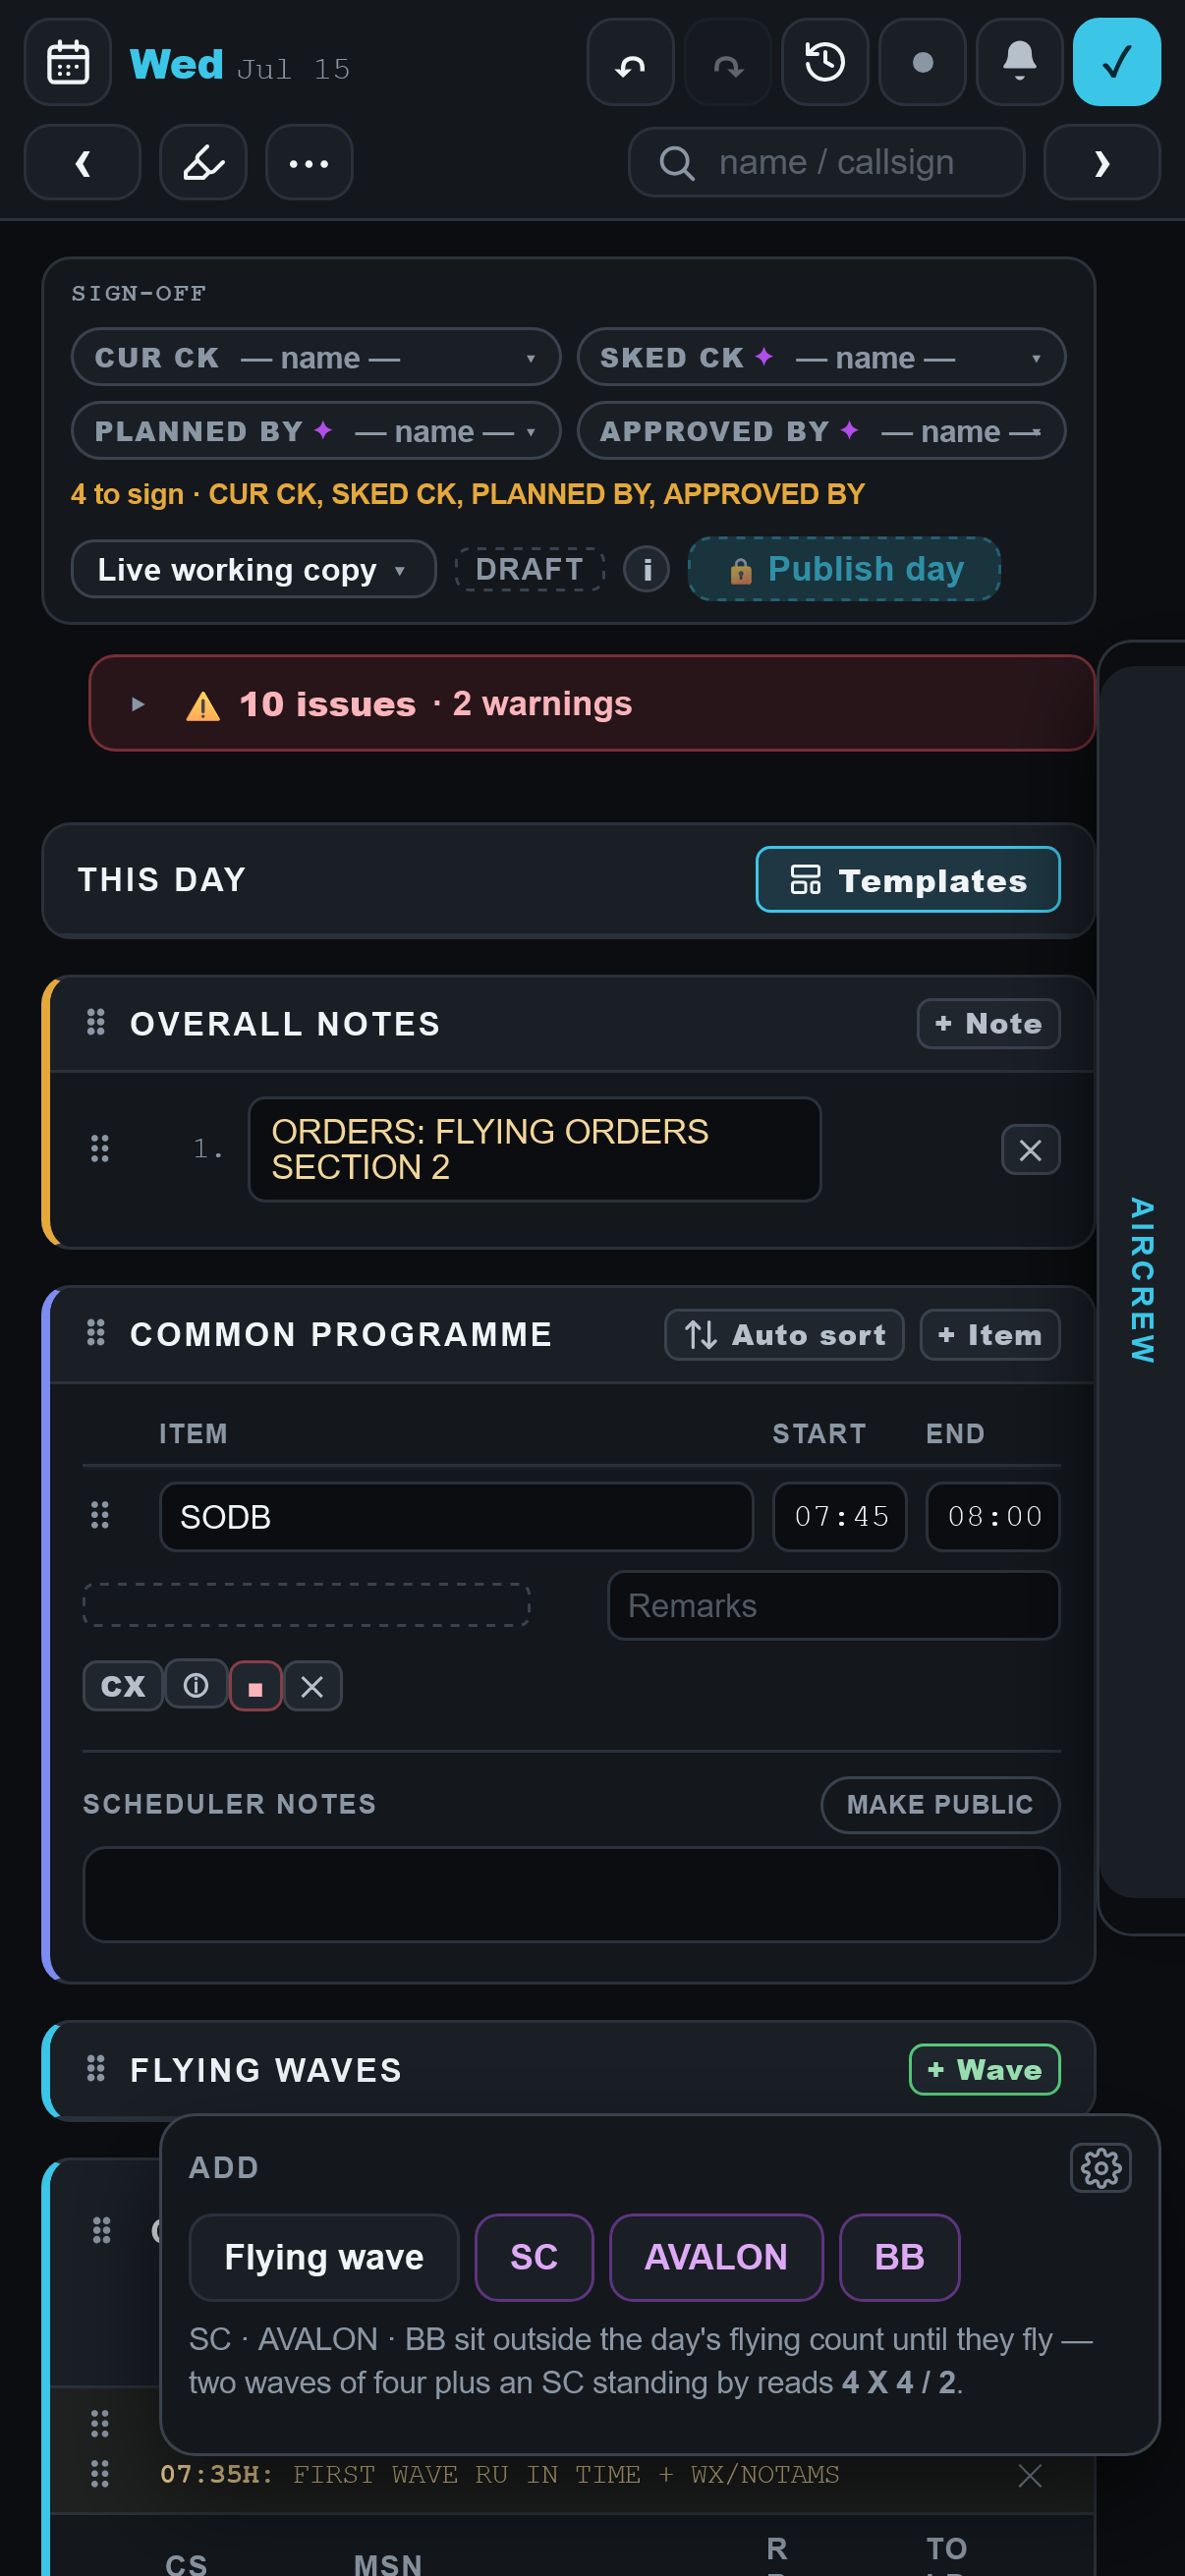 Wed Jul 15
name / callsign
SIGN-OFF
CUR CK — name —
SKED CK — name —
PLANNED BY — name —
APPROVED BY — name —
4 to sign · CUR CK, SKED CK, PLANNED BY, APPROVED BY
Live working copy DRAFT i Publish day
10 issues · 2 warnings
THIS DAY Templates
AIRCREW
OVERALL NOTES + Note
1. ORDERS: FLYING ORDERS
SECTION 2
COMMON PROGRAMME Auto sort + Item
ITEM START END
SODB 07:45 08:00
Remarks
CX
SCHEDULER NOTES MAKE PUBLIC
FLYING WAVES + Wave
ADD
Flying wave SC AVALON BB
SC · AVALON · BB sit outside the day's flying count until they fly —
two waves of four plus an SC standing by reads 4 X 4 / 2.
07:35H: FIRST WAVE RU IN TIME + WX/NOTAMS
CS MSN R TO